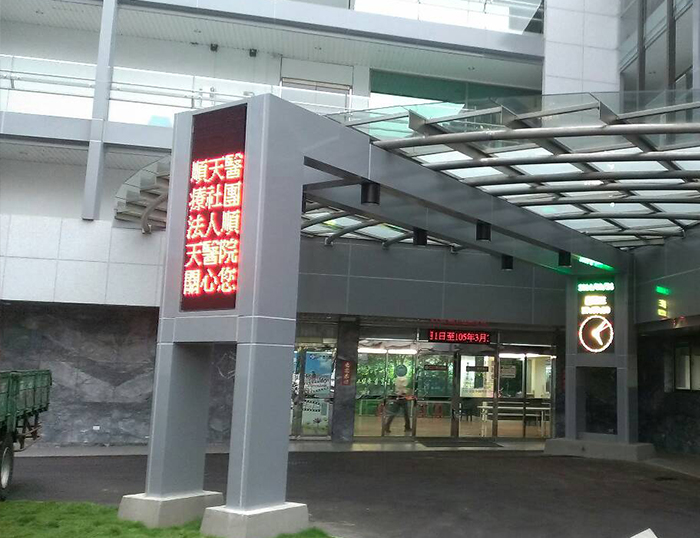 順天醫
療社團
法人順
天醫院
關心您
1日至105年3月